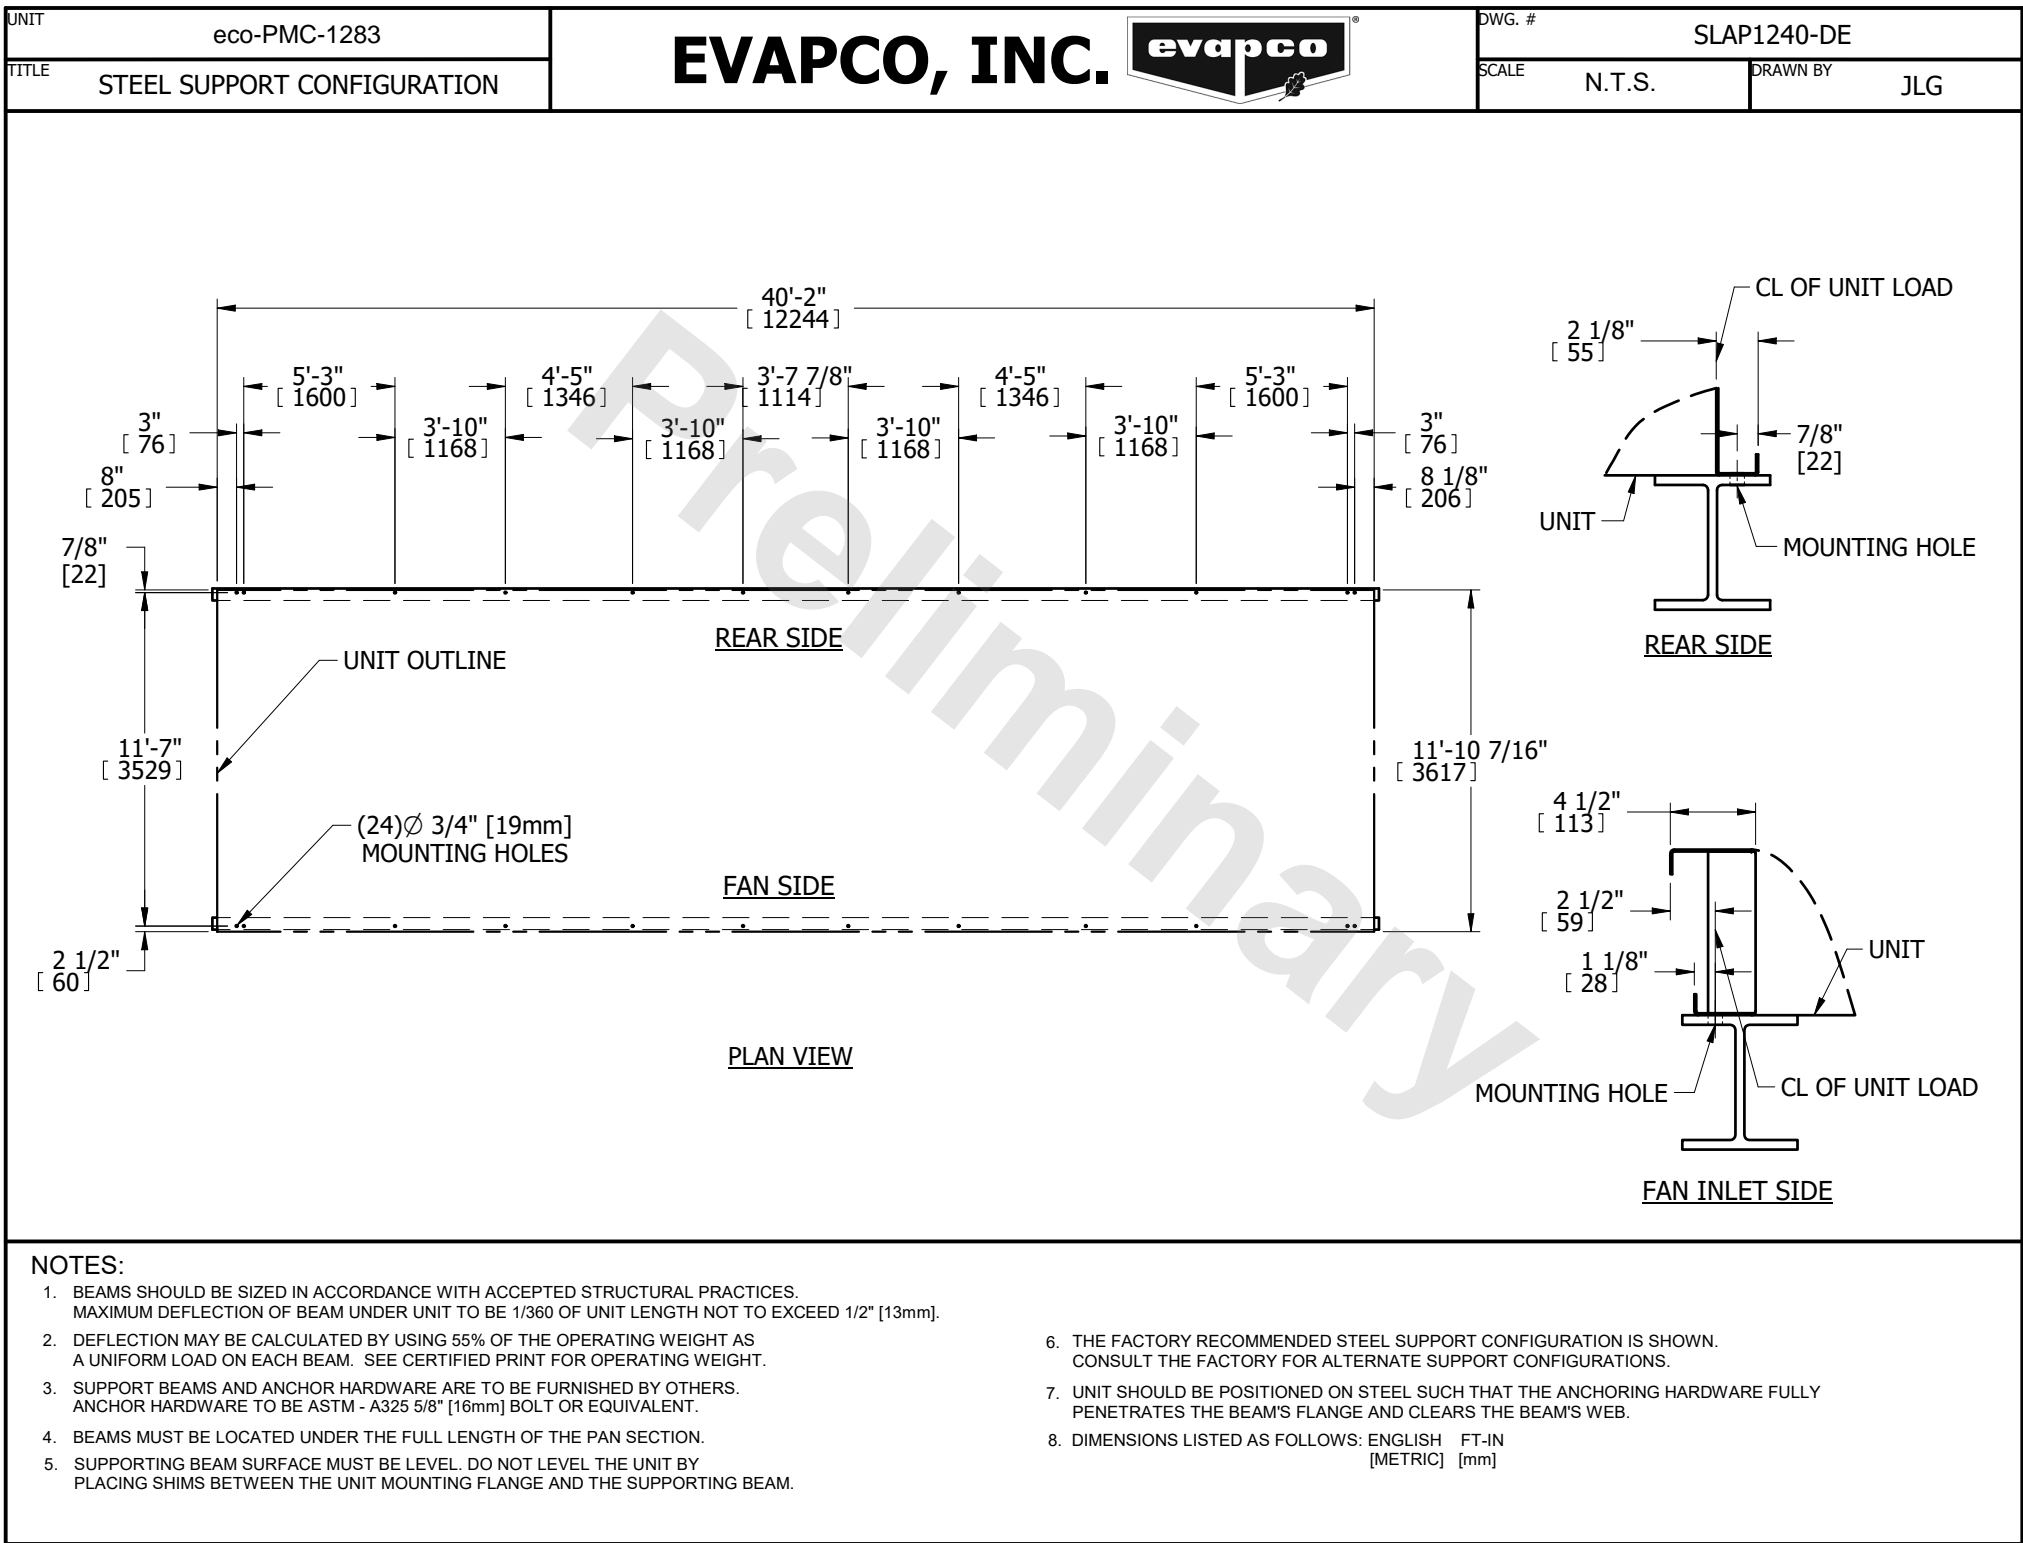 UNIT
eco-PMC-1283
TITLE
STEEL SUPPORT CONFIGURATION
EVAPCO, INC.
evapco
®
DWG. #
SLAP1240-DE
SCALE
N.T.S.
DRAWN BY
JLG
40'-2"
[ 12244 ]
5'-3"
[ 1600 ]
4'-5"
[ 1346 ]
3'-7 7/8"
[ 1114 ]
4'-5"
[ 1346 ]
5'-3"
[ 1600 ]
3"
[ 76 ]
3'-10"
[ 1168 ]
3'-10"
[ 1168 ]
3'-10"
[ 1168 ]
3'-10"
[ 1168 ]
3"
[ 76 ]
8"
[ 205 ]
8 1/8"
[ 206 ]
7/8"
[22]
REAR SIDE
UNIT OUTLINE
11'-7"
[ 3529 ]
11'-10 7/16"
[ 3617 ]
(24)Ø 3/4" [19mm]
MOUNTING HOLES
FAN SIDE
2 1/2"
[ 60 ]
PLAN VIEW
Preliminary
CL OF UNIT LOAD
2 1/8"
[ 55 ]
7/8"
[22]
UNIT
MOUNTING HOLE
REAR SIDE
4 1/2"
[ 113 ]
2 1/2"
[ 59 ]
1 1/8"
[ 28 ]
UNIT
MOUNTING HOLE
CL OF UNIT LOAD
FAN INLET SIDE
NOTES:
1. BEAMS SHOULD BE SIZED IN ACCORDANCE WITH ACCEPTED STRUCTURAL PRACTICES.
MAXIMUM DEFLECTION OF BEAM UNDER UNIT TO BE 1/360 OF UNIT LENGTH NOT TO EXCEED 1/2" [13mm].
2. DEFLECTION MAY BE CALCULATED BY USING 55% OF THE OPERATING WEIGHT AS
A UNIFORM LOAD ON EACH BEAM. SEE CERTIFIED PRINT FOR OPERATING WEIGHT.
3. SUPPORT BEAMS AND ANCHOR HARDWARE ARE TO BE FURNISHED BY OTHERS.
ANCHOR HARDWARE TO BE ASTM - A325 5/8" [16mm] BOLT OR EQUIVALENT.
4. BEAMS MUST BE LOCATED UNDER THE FULL LENGTH OF THE PAN SECTION.
5. SUPPORTING BEAM SURFACE MUST BE LEVEL. DO NOT LEVEL THE UNIT BY
PLACING SHIMS BETWEEN THE UNIT MOUNTING FLANGE AND THE SUPPORTING BEAM.
6. THE FACTORY RECOMMENDED STEEL SUPPORT CONFIGURATION IS SHOWN.
CONSULT THE FACTORY FOR ALTERNATE SUPPORT CONFIGURATIONS.
7. UNIT SHOULD BE POSITIONED ON STEEL SUCH THAT THE ANCHORING HARDWARE FULLY
PENETRATES THE BEAM'S FLANGE AND CLEARS THE BEAM'S WEB.
8. DIMENSIONS LISTED AS FOLLOWS: ENGLISH FT-IN
[METRIC] [mm]